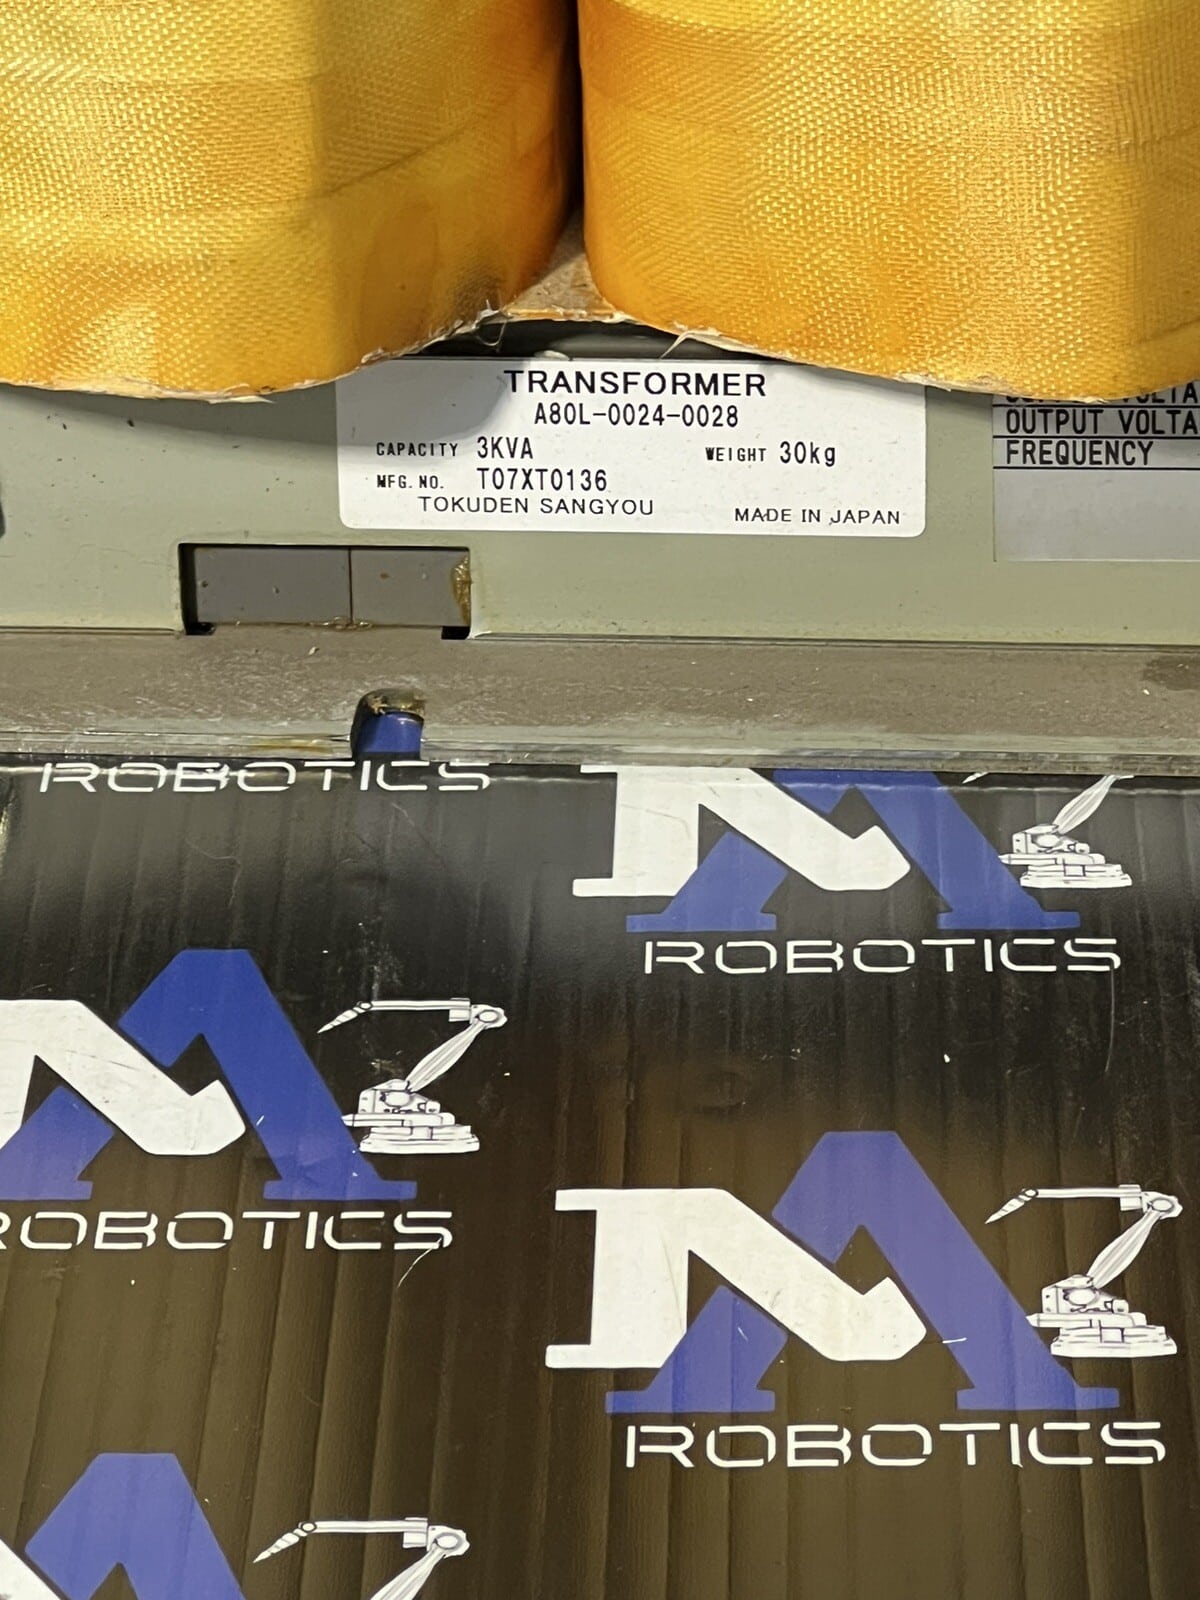 TRANSFORMER
A80L-0024-0028
CAPACITY 3KVA WEIGHT 30kg
MFG. NO. T07XT0136
TOKUDEN SANGYOU MADE IN JAPAN
OUTPUT
FREQUENCY
ROBOTICS
ROBOTICS
ROBOTICS
ROBOTICS